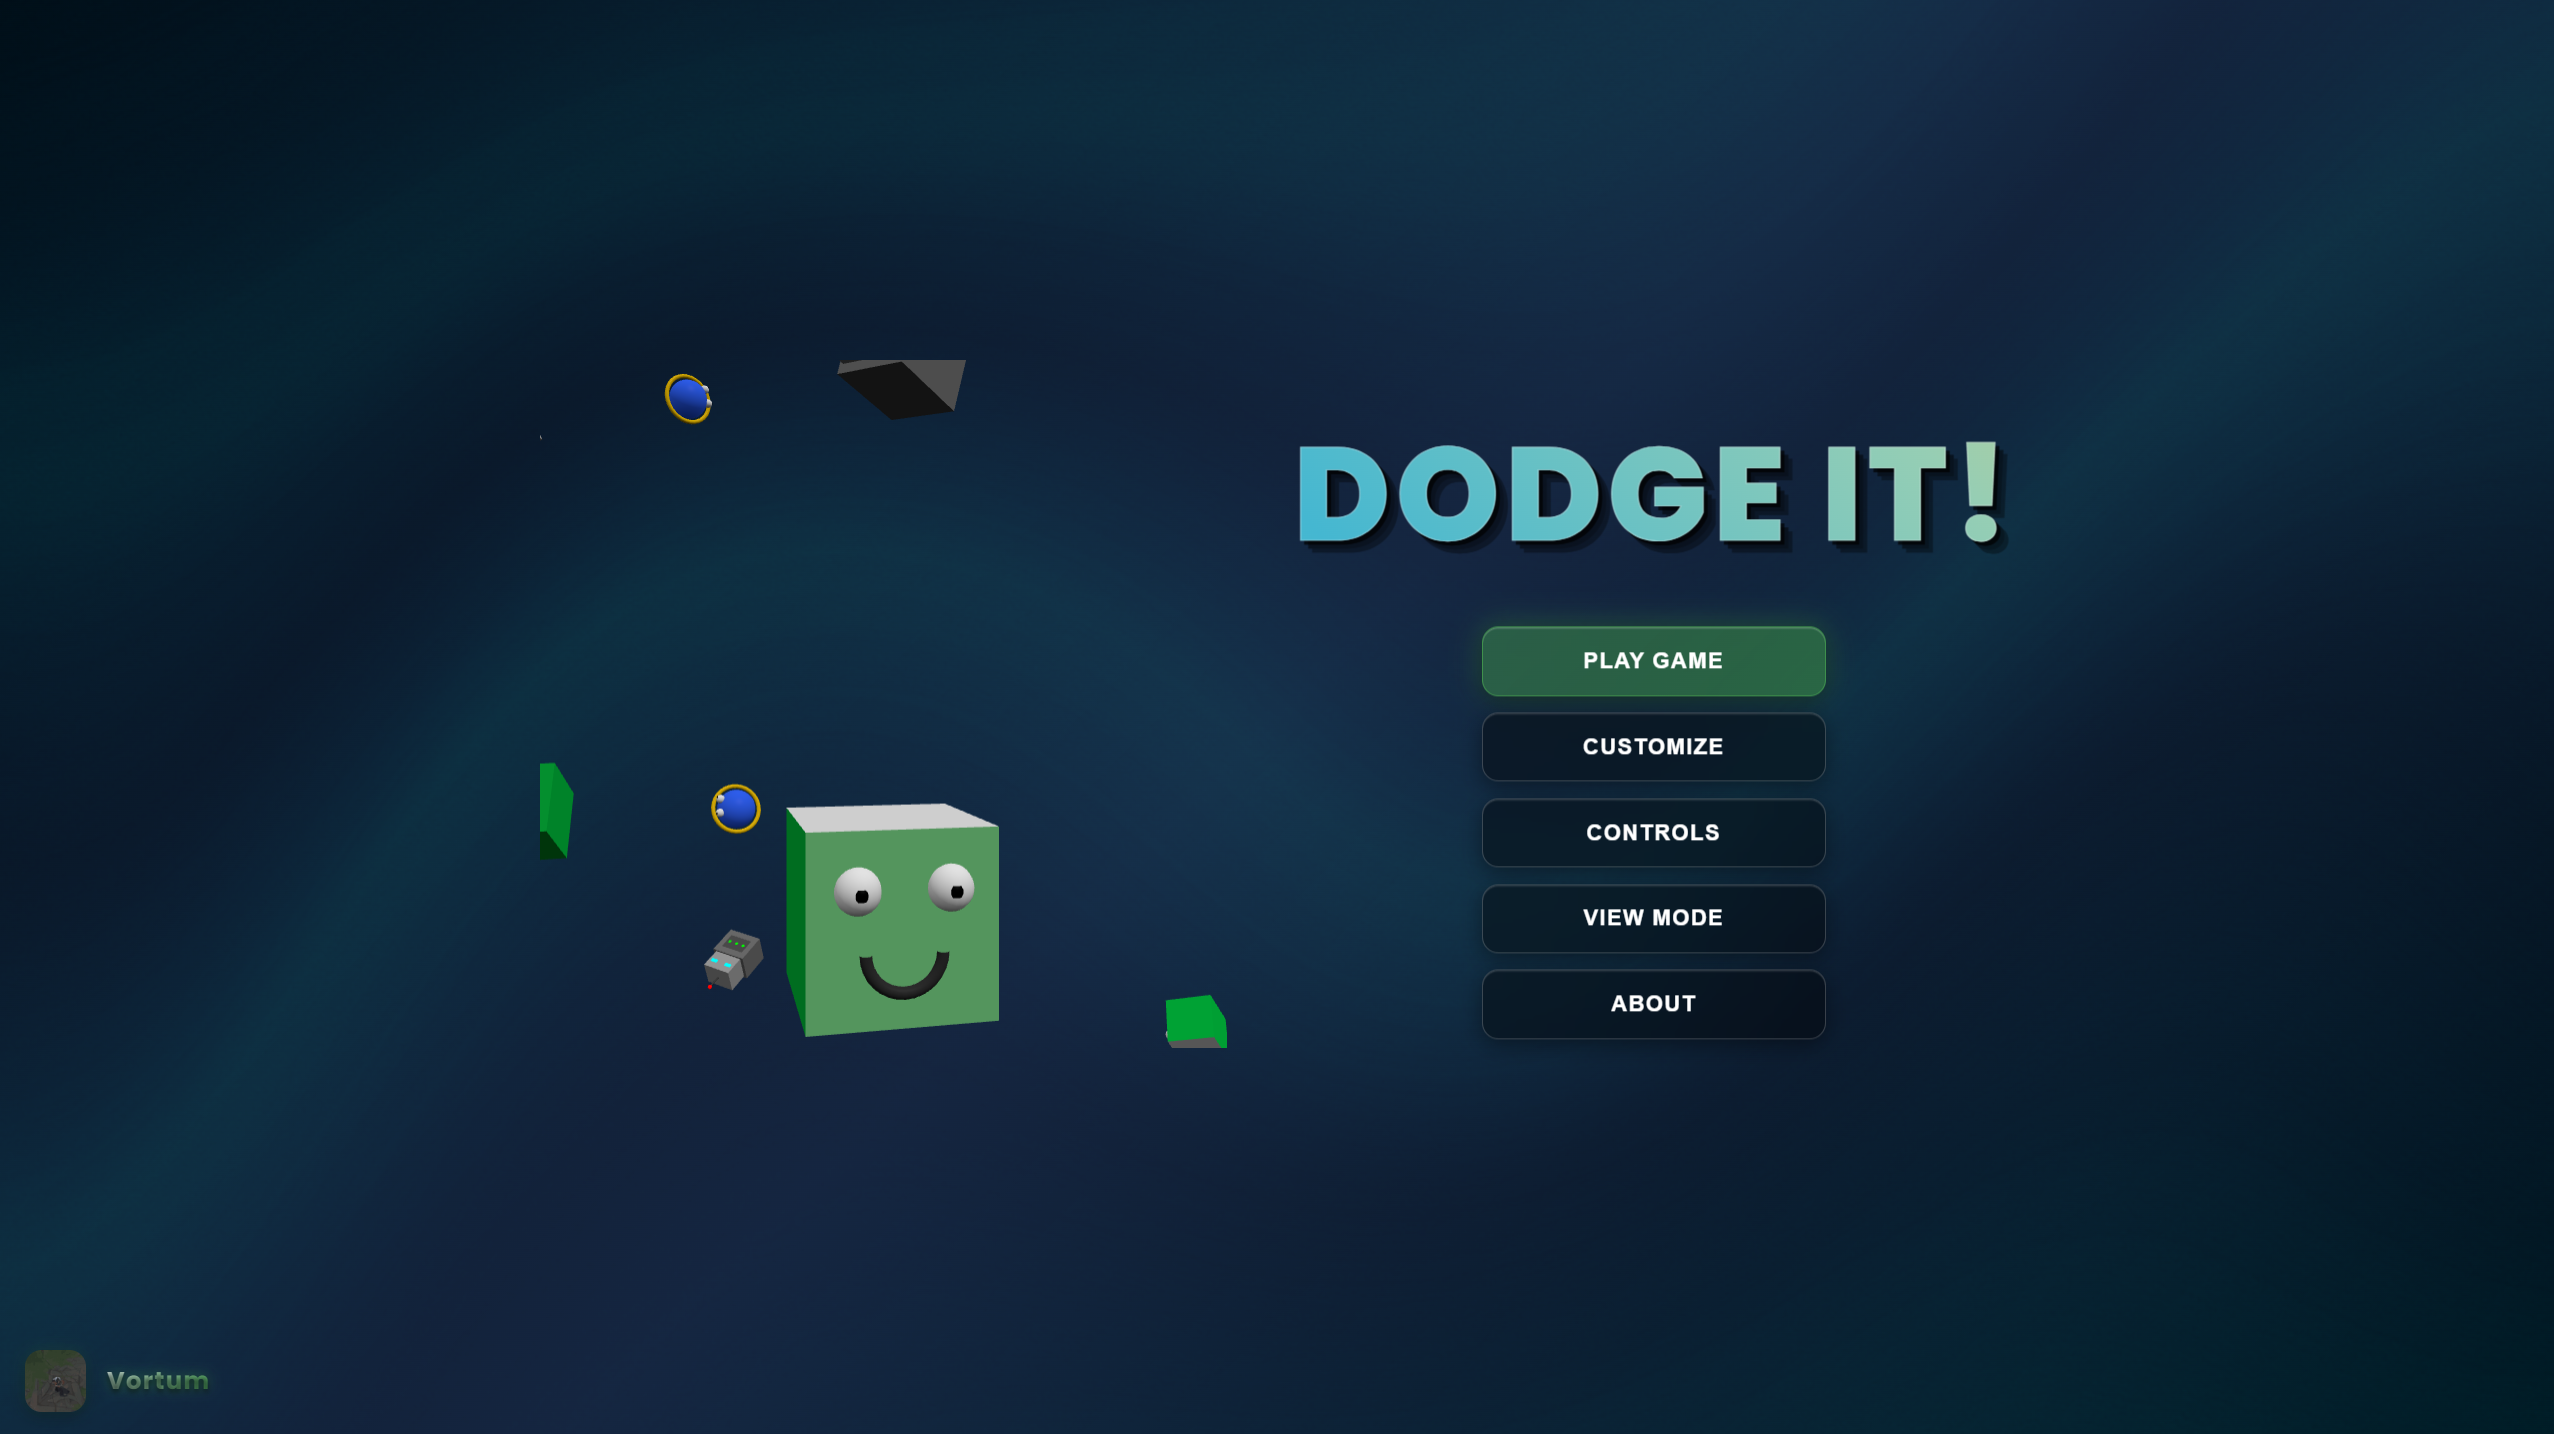 DODGE IT!
PLAY GAME
CUSTOMIZE
CONTROLS
VIEW MODE
ABOUT
Vortum